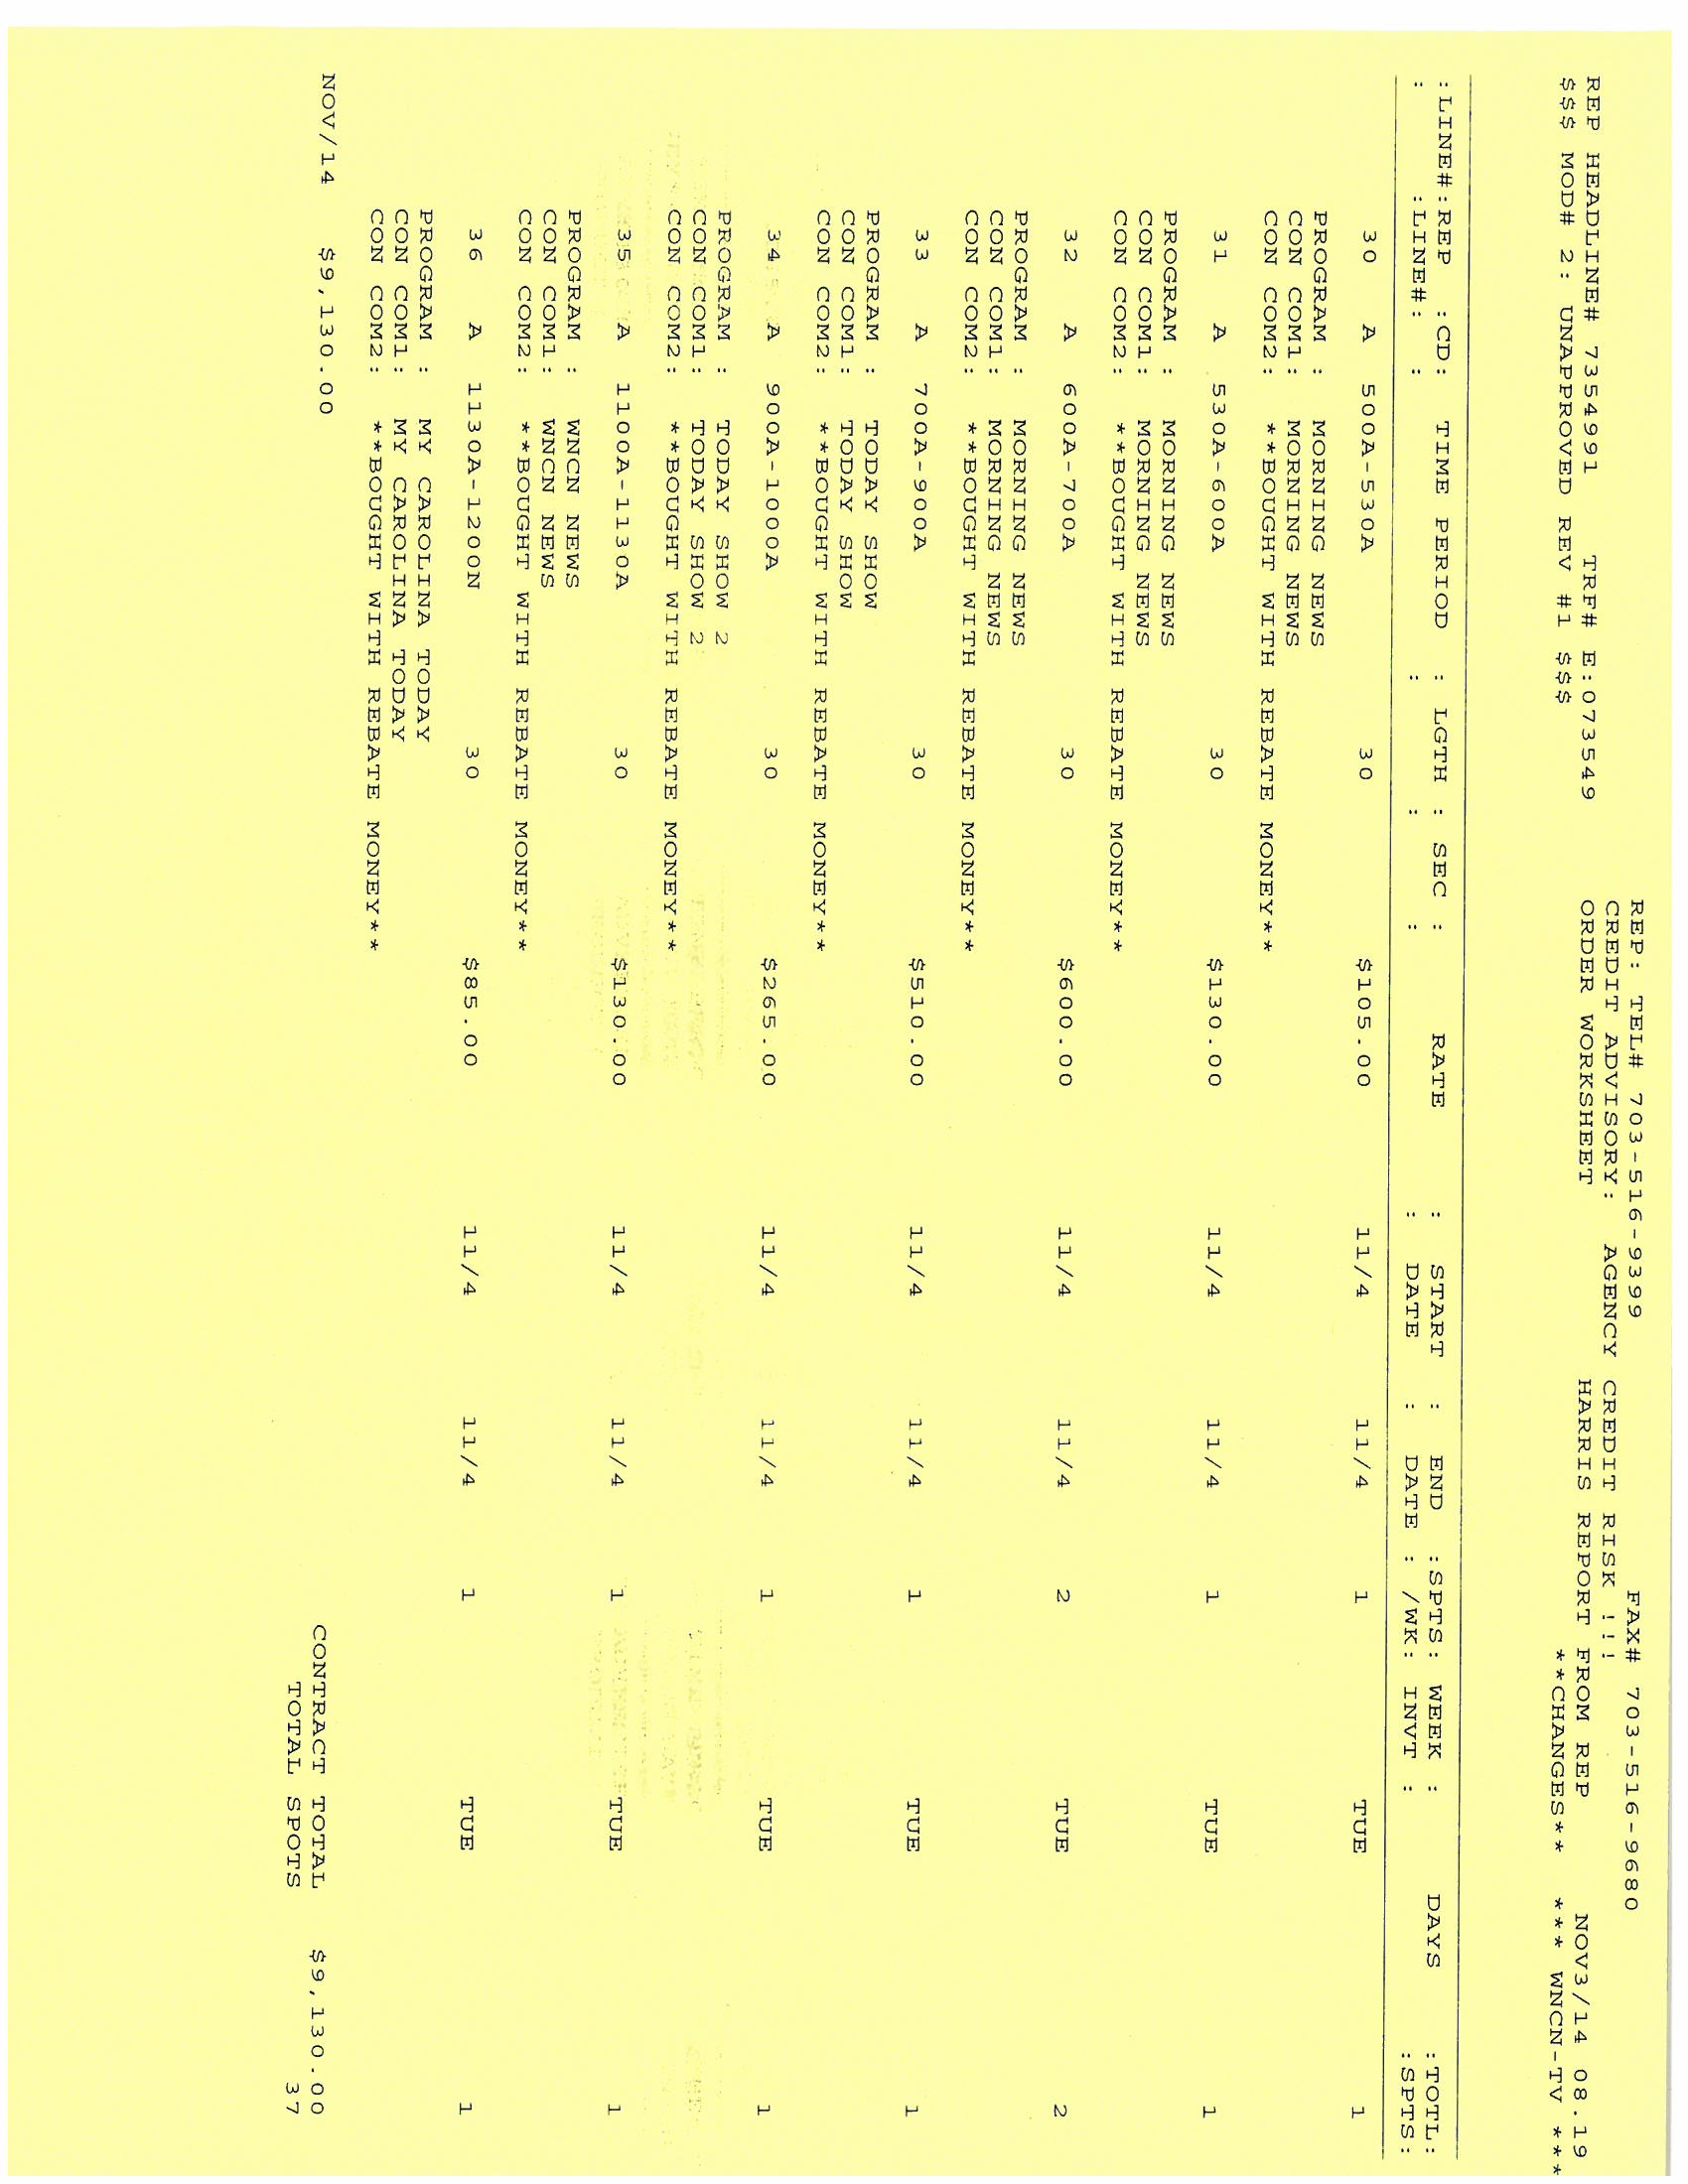 REP: TEL# 703-516-9399 FAX# 703-516-9680
CREDIT ADVISORY: AGENCY CREDIT RISK !!!
ORDER WORKSHEET HARRIS REPORT FROM REP NOV3/14 08.19
REP HEADLINE# 7354991 TRF# E:073549 **CHANGES** *** WNCN-TV ***
$$$ MOD# 2: UNAPPROVED REV #1 $$$
:LINE#:REP :CD: TIME PERIOD : LGTH : SEC : RATE : START : END :SPTS: WEEK : DAYS :TOTL:
: :LINE#: : : : : : DATE : DATE : /WK: INVT : :SPTS:
30 A 500A-530A 30 $105.00 11/4 11/4 1 TUE 1
PROGRAM : MORNING NEWS
CON COM1: MORNING NEWS
CON COM2: **BOUGHT WITH REBATE MONEY**
31 A 530A-600A 30 $130.00 11/4 11/4 1 TUE 1
PROGRAM : MORNING NEWS
CON COM1: MORNING NEWS
CON COM2: **BOUGHT WITH REBATE MONEY**
32 A 600A-700A 30 $600.00 11/4 11/4 2 TUE 2
PROGRAM : MORNING NEWS
CON COM1: MORNING NEWS
CON COM2: **BOUGHT WITH REBATE MONEY**
33 A 700A-900A 30 $510.00 11/4 11/4 1 TUE 1
PROGRAM : TODAY SHOW
CON COM1: TODAY SHOW
CON COM2: **BOUGHT WITH REBATE MONEY**
34 A 900A-1000A 30 $265.00 11/4 11/4 1 TUE 1
PROGRAM : TODAY SHOW 2
CON COM1: TODAY SHOW 2
CON COM2: **BOUGHT WITH REBATE MONEY**
35 A 1100A-1130A 30 $130.00 11/4 11/4 1 TUE 1
PROGRAM : WNCN NEWS
CON COM1: WNCN NEWS
CON COM2: **BOUGHT WITH REBATE MONEY**
36 A 1130A-1200N 30 $85.00 11/4 11/4 1 TUE 1
PROGRAM : MY CAROLINA TODAY
CON COM1: MY CAROLINA TODAY
CON COM2: **BOUGHT WITH REBATE MONEY**
NOV/14 $9,130.00 CONTRACT TOTAL $9,130.00
TOTAL SPOTS 37